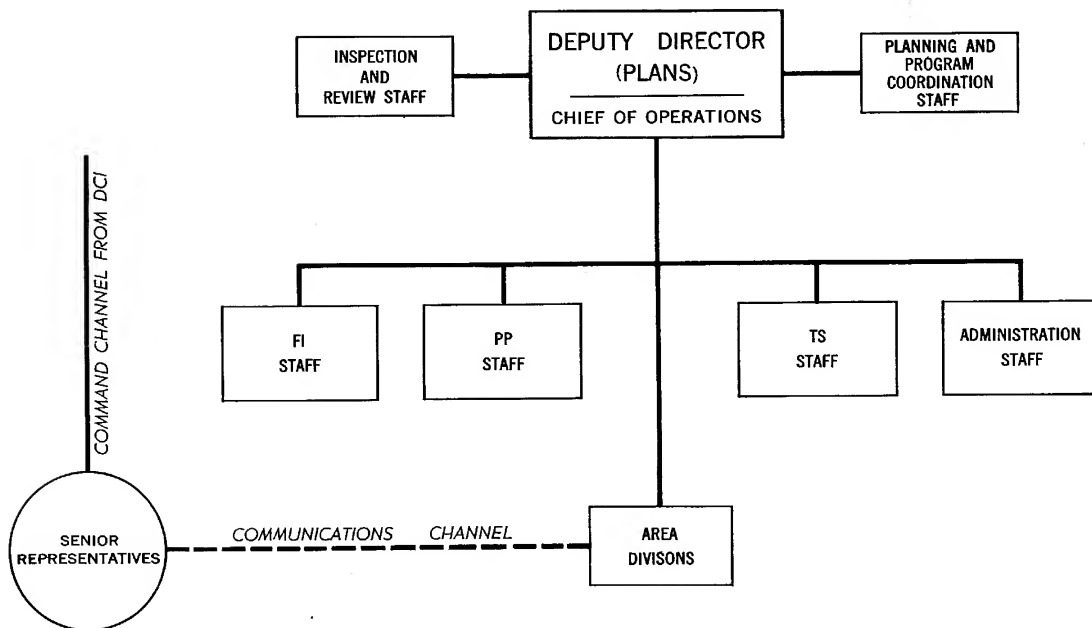 INSPECTION
AND
REVIEW STAFF
DEPUTY DIRECTOR
(PLANS)
CHIEF OF OPERATIONS
PLANNING AND
PROGRAM
COORDINATION
STAFF
COMMAND CHANNEL FROM DCI
FI
STAFF
PP
STAFF
TS
STAFF
ADMINISTRATION
STAFF
SENIOR
REPRESENTATIVES
COMMUNICATIONS CHANNEL
AREA
DIVISONS